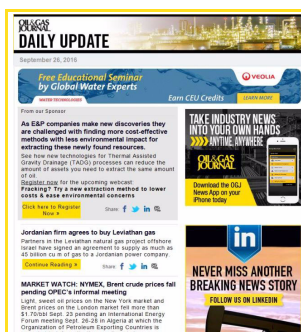 OIL&GAS
JOURNAL
DAILY UPDATE
September 26, 2016
Free Educational Seminar
by Global Water Experts
VEOLIA
WATER TECHNOLOGIES
Earn CEU Credits
LEARN MORE
From our Sponsor
As E&P companies make new discoveries they
are challenged with finding more cost-effective
methods with less environmental impact for
extracting these newly found resources.
See how new technologies for Thermal Assisted
Gravity Drainage (TAGD) processes can reduce the
amount of assets you need to extract the same amount
of oil.
Register now for the upcoming webcast:
Fracking? Try a new extraction method to lower
costs & ease environmental concerns
Click here to Register
Now »
Share:
Jordanian firm agrees to buy Leviathan gas
Partners in the Leviathan natural gas project offshore
Israel have signed an agreement to supply as much as
45 billion cu m of gas to a Jordanian power company.
Continue Reading »
Share:
MARKET WATCH: NYMEX, Brent crude prices fall
pending OPEC's informal meeting
Light, sweet oil prices on the New York market and
Brent prices on the London market fell more than
$1.70/bbl Sept. 23 pending an International Energy
Forum meeting Sept. 26-28 in Algeria at which the
Organization of Petroleum Exporting Countries is
TAKE INDUSTRY NEWS
INTO YOUR OWN HANDS
ANYTIME, ANYWHERE
OIL&GAS
JOURNAL
Download the OGJ
News App on your
iPhone today
in
NEVER MISS ANOTHER
BREAKING NEWS STORY
FOLLOW US ON LINKEDIN